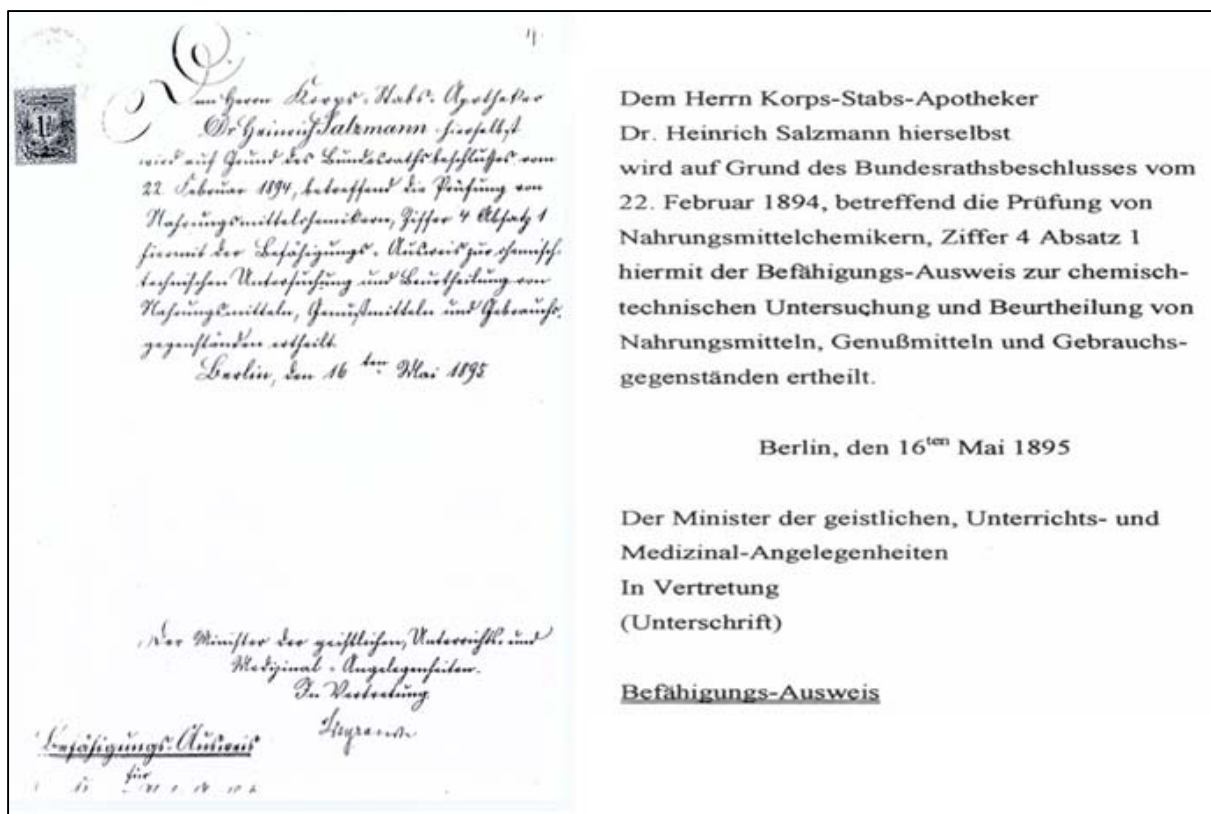 4.
1
Dem Herrn Korps-Stabs-Apotheker
Dr Heinrich Salzmann hierselbst
wird auf Grund des Bundesrathsbeschlusses vom
22 Februar 1894, betreffend die Prüfung von
Nahrungsmittelchemikern, Ziffer 4 Absatz 1
hiermit der Befähigungs-Ausweis zur chemisch-
technischen Untersuchung und Beurtheilung von
Nahrungsmitteln, Genußmitteln und Gebrauchs-
gegenständen ertheilt.
Berlin, den 16ten Mai 1895
Der Minister der geistlichen, Unterrichts- und
Medizinal-Angelegenheiten.
In Vertretung
Befähigungs-Ausweis
für
Dem Herrn Korps-Stabs-Apotheker
Dr. Heinrich Salzmann hierselbst
wird auf Grund des Bundesrathsbeschlusses vom
22. Februar 1894, betreffend die Prüfung von
Nahrungsmittelchemikern, Ziffer 4 Absatz 1
hiermit der Befähigungs-Ausweis zur chemisch-
technischen Untersuchung und Beurtheilung von
Nahrungsmitteln, Genußmitteln und Gebrauchs-
gegenständen ertheilt.
Berlin, den 16ten Mai 1895
Der Minister der geistlichen, Unterrichts- und
Medizinal-Angelegenheiten
In Vertretung
(Unterschrift)
Befähigungs-Ausweis